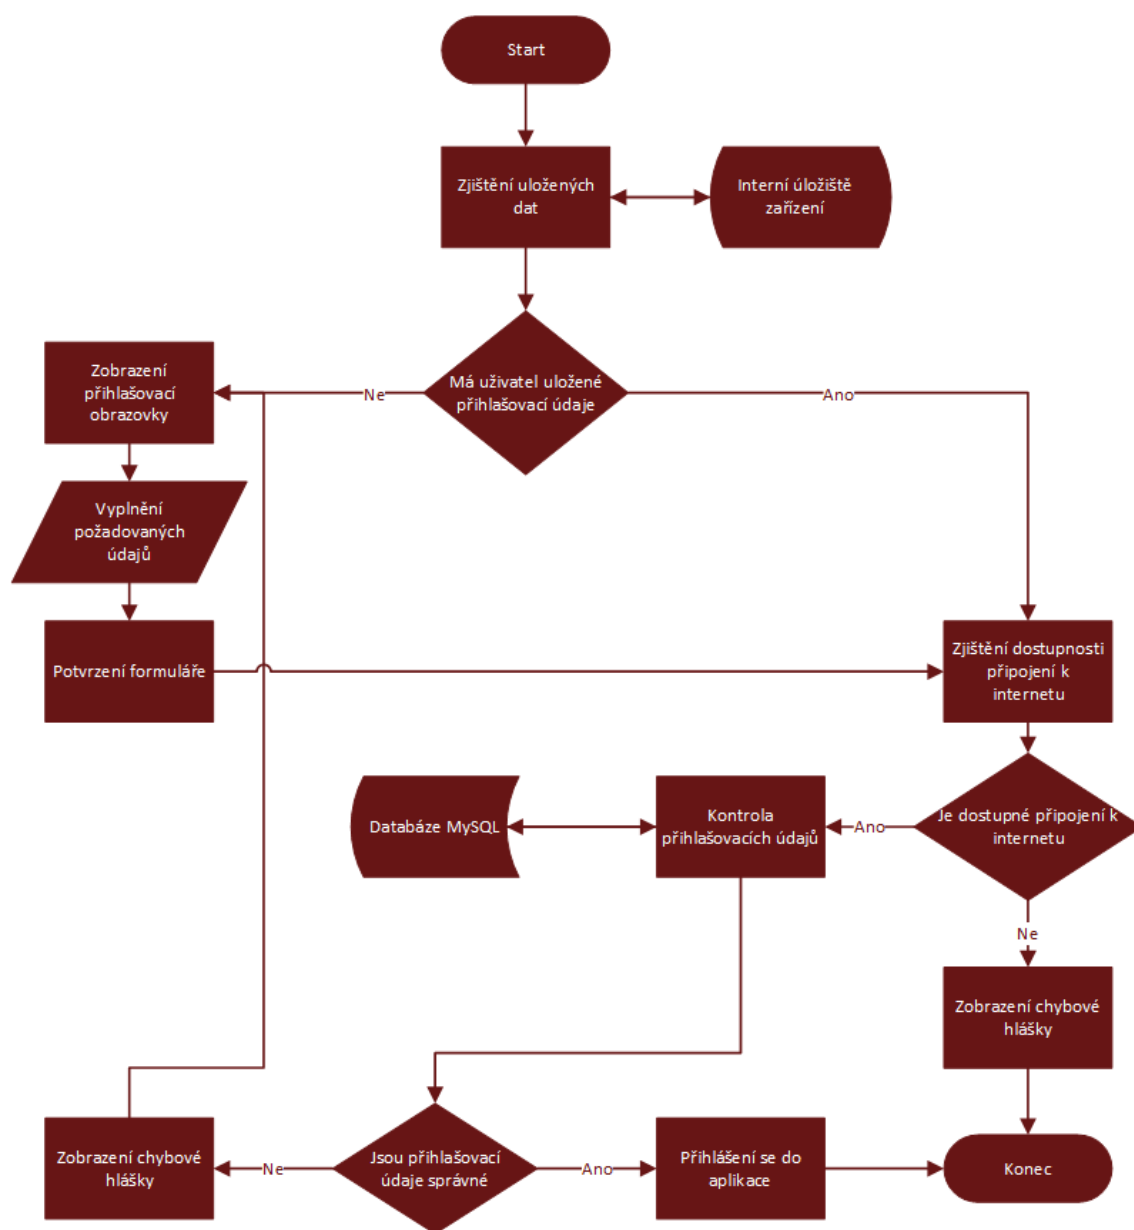 Start
Zjištění uložených
dat
Interní úložiště
zařízení
Zobrazení
přihlašovací
obrazovky
Ne
Má uživatel uložené
přihlašovací údaje
Ano
Vyplnění
požadovaných
údajů
Potvrzení formuláře
Zjištění dostupnosti
připojení k
internetu
Databáze MySQL
Kontrola
přihlašovacích údajů
Ano
Je dostupné připojení k
internetu
Ne
Zobrazení chybové
hlášky
Zobrazení chybové
hlášky
Ne
Jsou přihlašovací
údaje správné
Ano
Přihlášení se do
aplikace
Konec